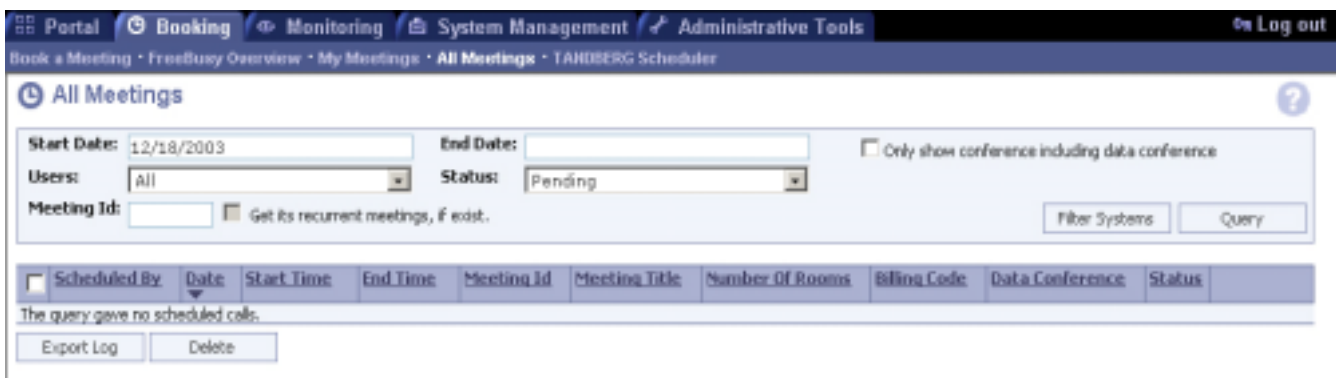 Portal Booking Monitoring System Management Administrative Tools Log out
Book a Meeting • FreeBusy Overview • My Meetings • All Meetings • TANDBERG Scheduler
All Meetings ?
Start Date: 12/18/2003 End Date: Only show conference including data conference
Users: All Status: Pending
Meeting Id: Get its recurrent meetings, if exist. Filter Systems Query
Scheduled By Date Start Time End Time Meeting Id Meeting Title Number Of Rooms Billing Code Data Conference Status
The query gave no scheduled calls.
Export Log Delete